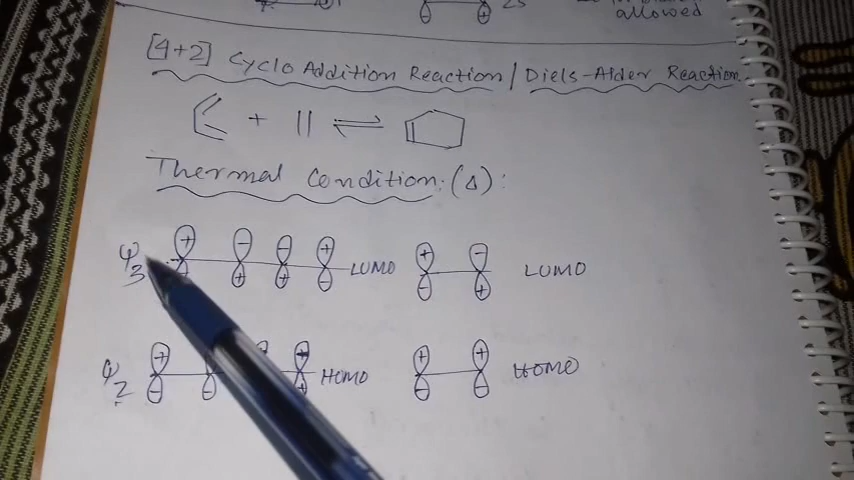 allowed
[4+2] Cyclo Addition Reaction / Diels-Alder Reaction
+
Thermal Condition: (Δ):
Ψ3 + - - + LUMO + - LUMO
+ + - - +
Ψ2 + + HOMO + + HOMO
- - + - -